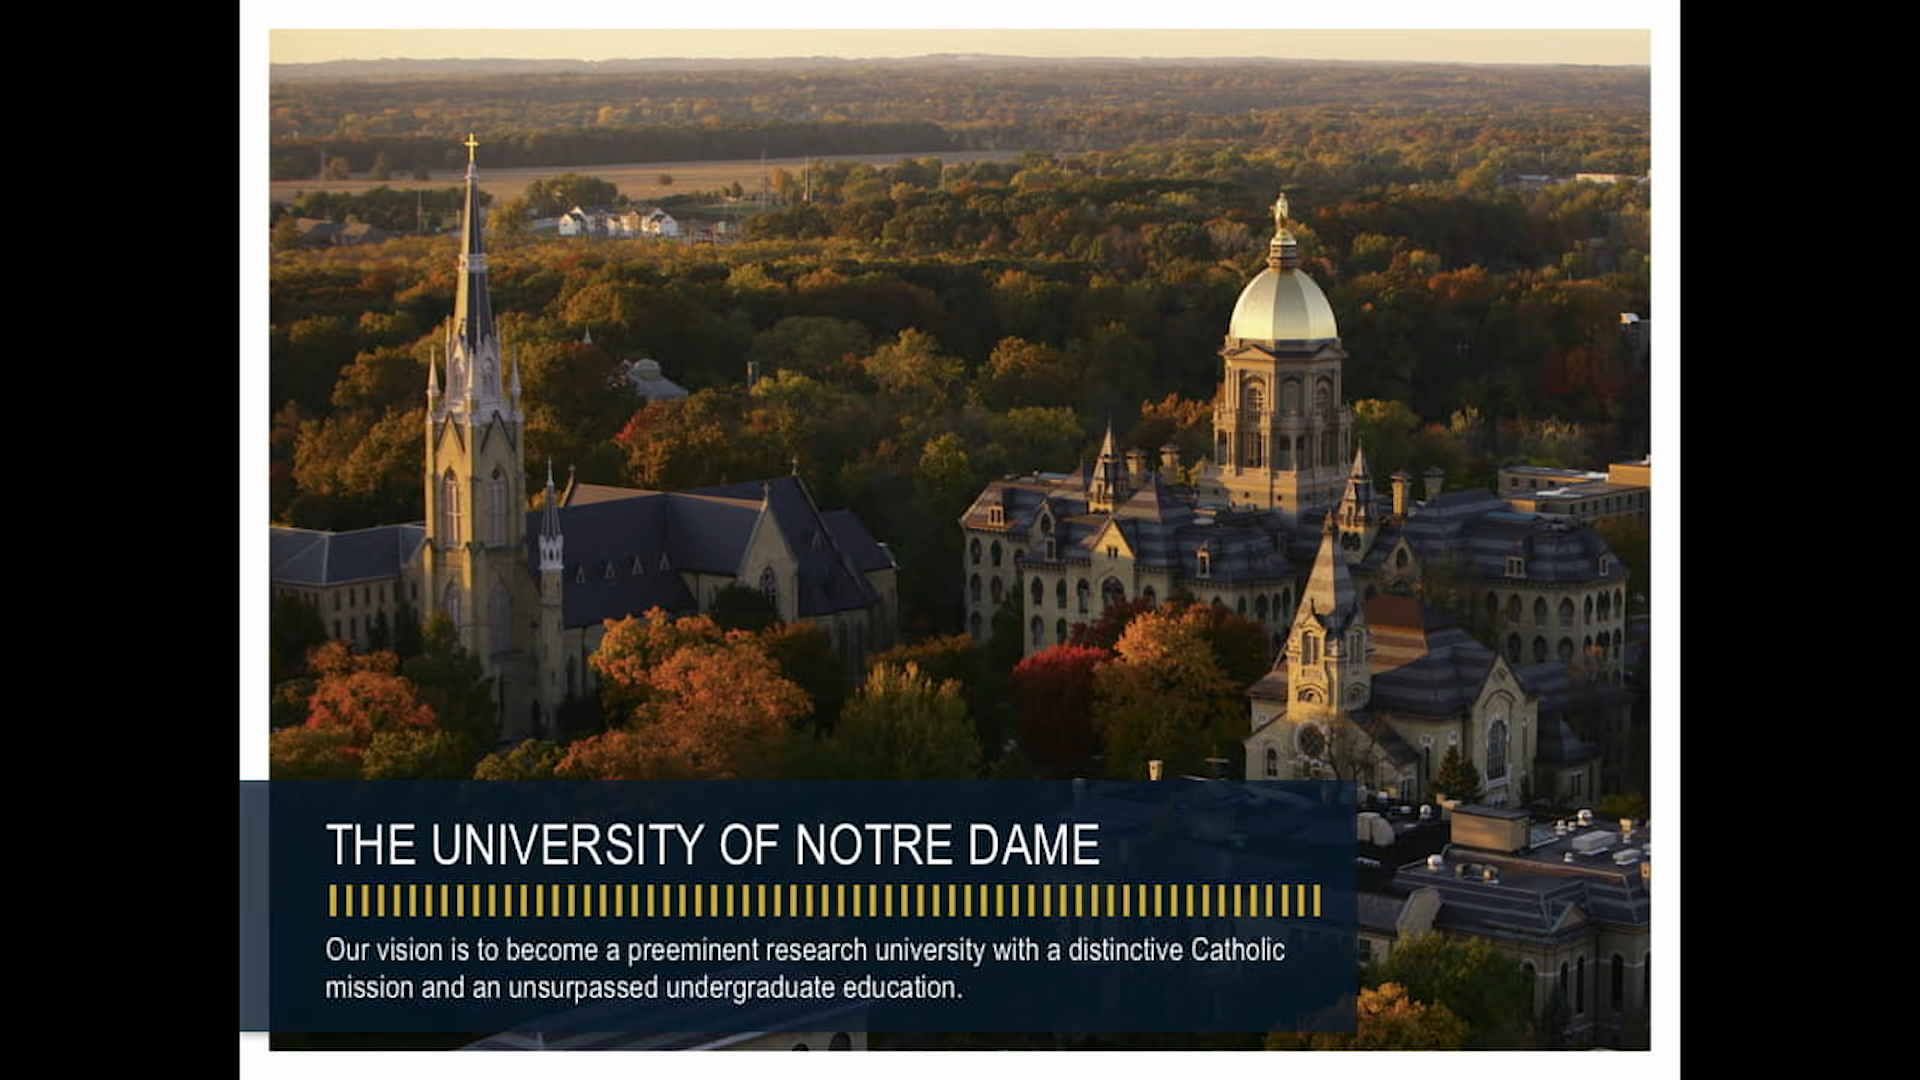 THE UNIVERSITY OF NOTRE DAME
Our vision is to become a preeminent research university with a distinctive Catholic
mission and an unsurpassed undergraduate education.